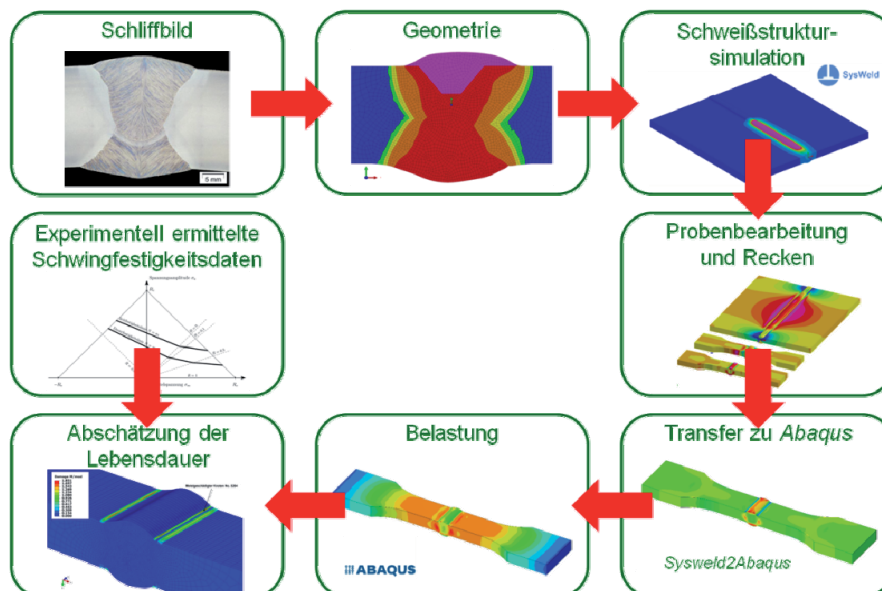 Schliffbild
5 mm
Geometrie
Schweißstruktur-
simulation
SysWeld
Experimentell ermittelte
Schwingfestigkeitsdaten
Probenbearbeitung
und Recken
Abschätzung der
Lebensdauer
Belastung
ABAQUS
Transfer zu Abaqus
Sysweld2Abaqus